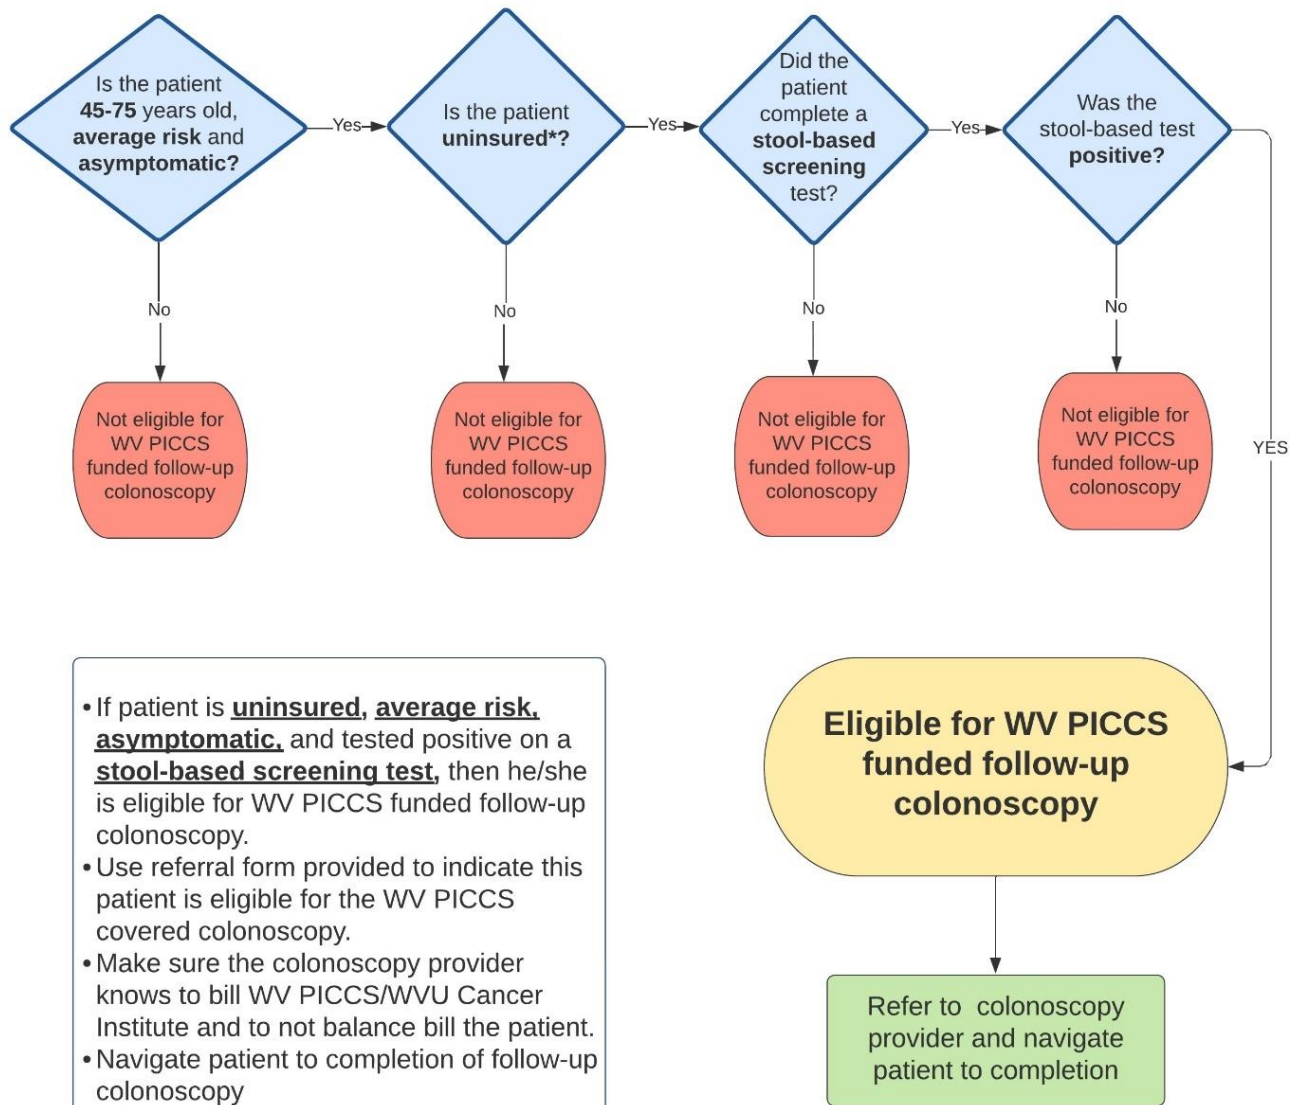 Is the patient
45-75 years old,
average risk and
asymptomatic?
Yes
Is the patient
uninsured*?
Yes
Did the
patient
complete a
stool-based
screening
test?
Yes
Was the
stool-based test
positive?
No
No
No
No
YES
Not eligible for
WV PICCS
funded follow-up
colonoscopy
Not eligible for
WV PICCS
funded follow-up
colonoscopy
Not eligible for
WV PICCS
funded follow-up
colonoscopy
Not eligible for
WV PICCS
funded follow-up
colonoscopy
• If patient is uninsured, average risk,
asymptomatic, and tested positive on a
stool-based screening test, then he/she
is eligible for WV PICCS funded follow-up
colonoscopy.
• Use referral form provided to indicate this
patient is eligible for the WV PICCS
covered colonoscopy.
• Make sure the colonoscopy provider
knows to bill WV PICCS/WVU Cancer
Institute and to not balance bill the patient.
• Navigate patient to completion of follow-up
colonoscopy
Eligible for WV PICCS
funded follow-up
colonoscopy
Refer to colonoscopy
provider and navigate
patient to completion